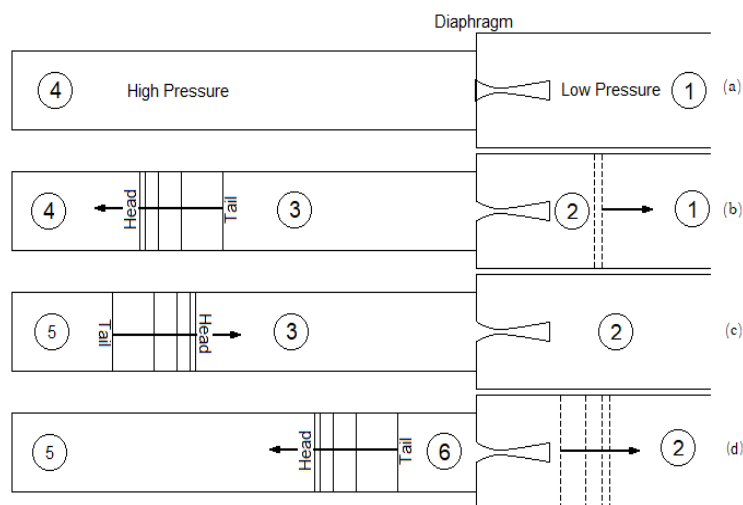 Diaphragm
4 High Pressure Low Pressure 1 (a)
4 Head Tail 3 2 1 (b)
5 Tail Head 3 2 (c)
5 Head Tail 6 2 (d)